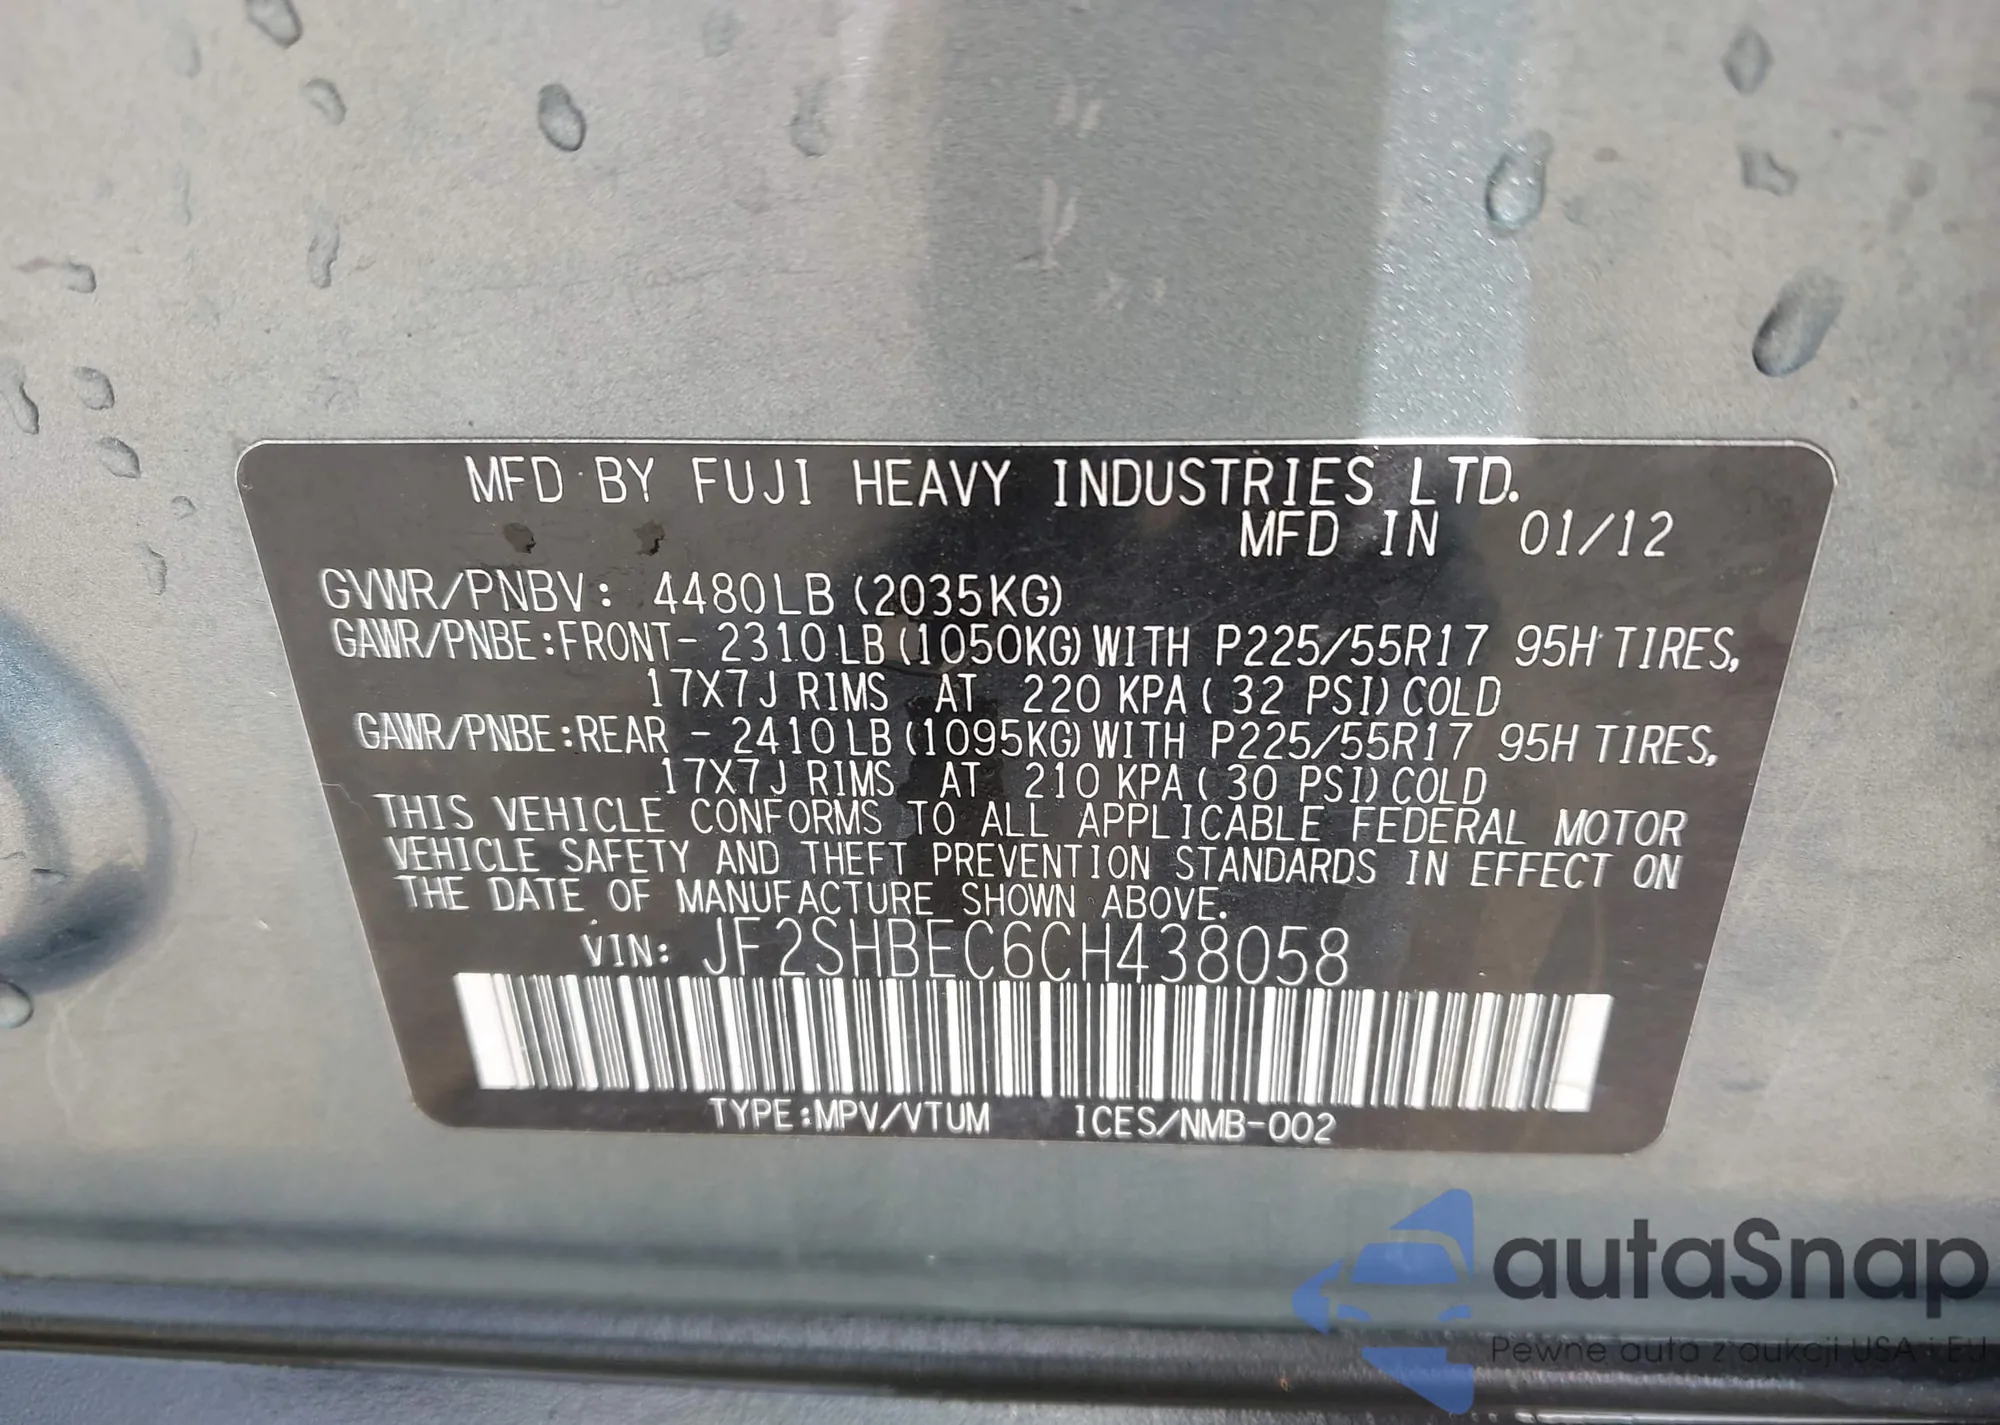 MFD BY FUJI HEAVY INDUSTRIES LTD.
MFD IN 01/12
GVWR/PNBV: 4480LB (2035KG)
GAWR/PNBE:FRONT- 2310LB (1050KG) WITH P225/55R17 95H TIRES,
17X7J RIMS AT 220 KPA ( 32 PSI) COLD
GAWR/PNBE:REAR - 2410LB (1095KG) WITH P225/55R17 95H TIRES,
17X7J RIMS AT 210 KPA ( 30 PSI) COLD
THIS VEHICLE CONFORMS TO ALL APPLICABLE FEDERAL MOTOR
VEHICLE SAFETY AND THEFT PREVENTION STANDARDS IN EFFECT ON
THE DATE OF MANUFACTURE SHOWN ABOVE.
VIN: JF2SHBEC6CH438058
TYPE:MPV/VTUM ICES/NMB-002
autaSnap
Pewne auta z aukcji USA i EU